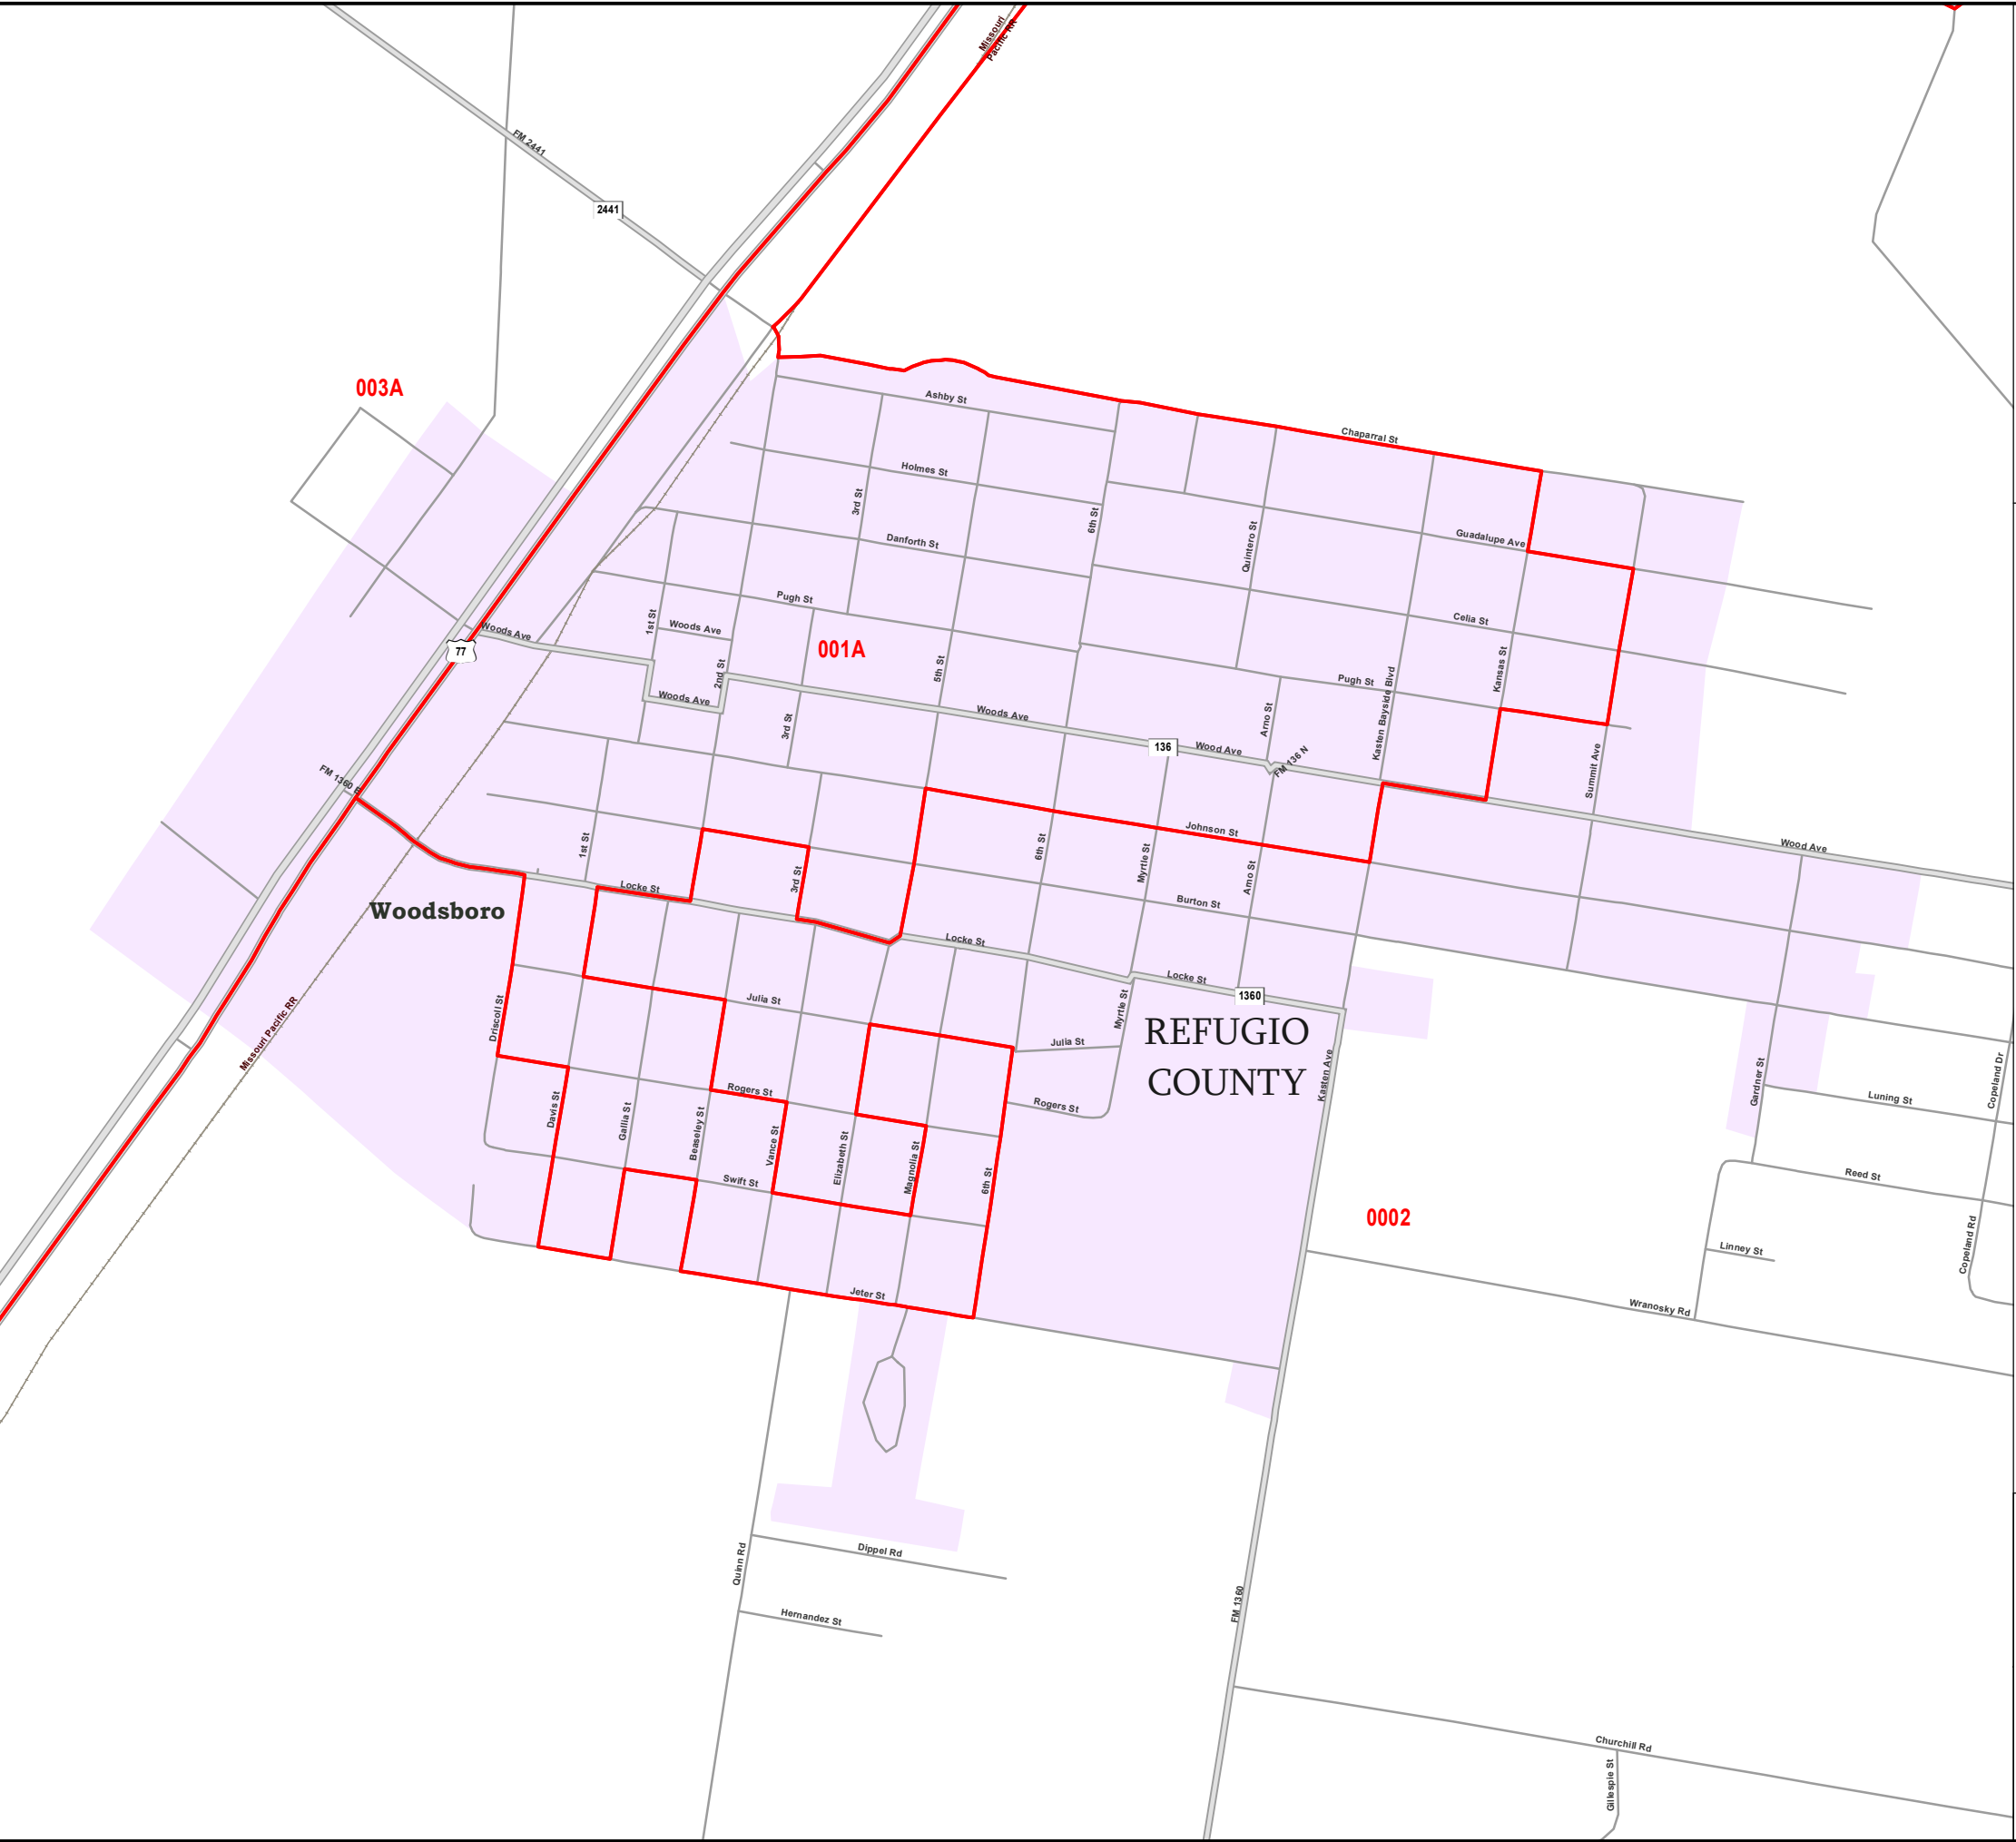 Missouri
Pacific RR
FM 2441
2441
003A
Ashby St
Chaparral St
Holmes St
3rd St
6th St
Quintero St
Guadalupe Ave
Danforth St
Pugh St
1st St
Woods Ave
Woods Ave
Celia St
77
001A
2nd St
5th St
Kansas St
Pugh St
Kasten Bayside Blvd
Woods Ave
Woods Ave
3rd St
Arno St
136
Wood Ave
FM 136 N
Summit Ave
FM 1360 E
Johnson St
Wood Ave
1st St
6th St
Myrtle St
3rd St
Arno St
Locke St
Burton St
Woodsboro
Locke St
Locke St
1360
Julia St
Myrtle St
Driscoll St
Missouri Pacific RR
REFUGIO
COUNTY
Julia St
Kasten Ave
Gardner St
Copeland Dr
Rogers St
Rogers St
Luning St
Davis St
Gallia St
Beaseley St
Vance St
Elizabeth St
Magnolia St
6th St
Swift St
Reed St
0002
Linney St
Copeland Rd
Jeter St
Wranosky Rd
Quinn Rd
Dippel Rd
Hernandez St
FM 1360
Churchill Rd
Gillespie St